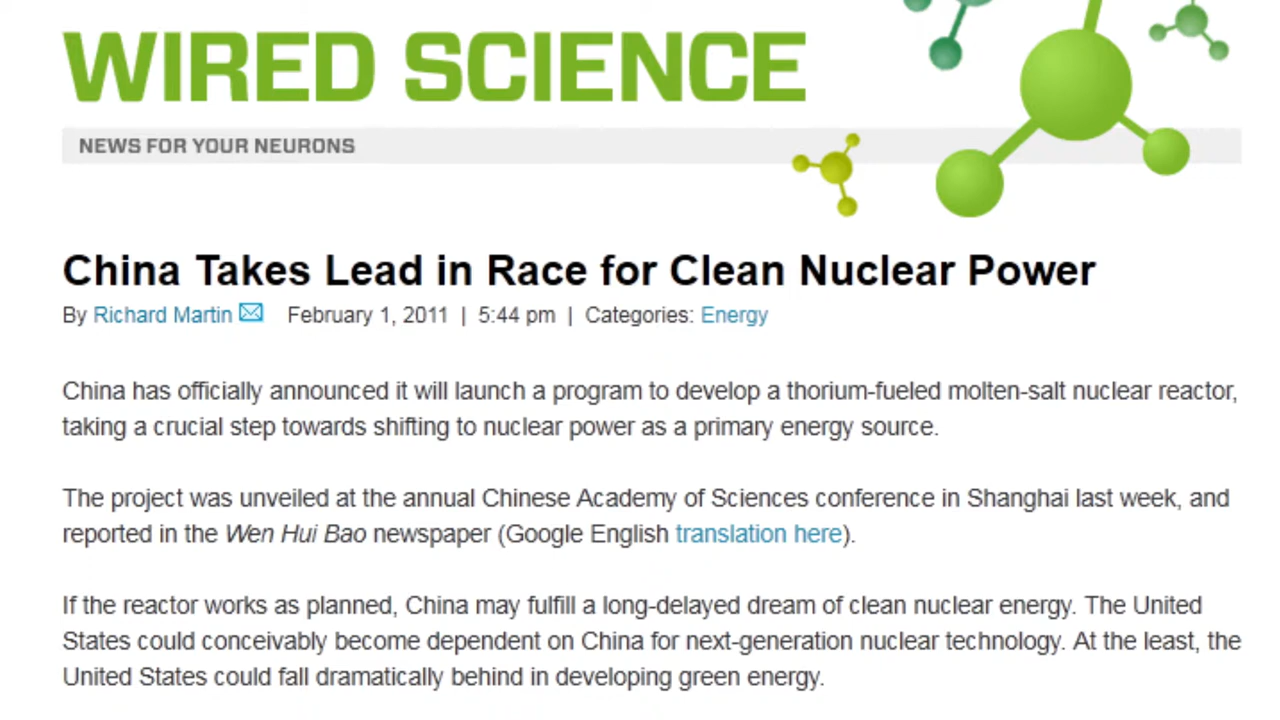 WIRED SCIENCE
NEWS FOR YOUR NEURONS
China Takes Lead in Race for Clean Nuclear Power
By Richard Martin February 1, 2011 | 5:44 pm | Categories: Energy
China has officially announced it will launch a program to develop a thorium-fueled molten-salt nuclear reactor,
taking a crucial step towards shifting to nuclear power as a primary energy source.
The project was unveiled at the annual Chinese Academy of Sciences conference in Shanghai last week, and
reported in the Wen Hui Bao newspaper (Google English translation here).
If the reactor works as planned, China may fulfill a long-delayed dream of clean nuclear energy. The United
States could conceivably become dependent on China for next-generation nuclear technology. At the least, the
United States could fall dramatically behind in developing green energy.